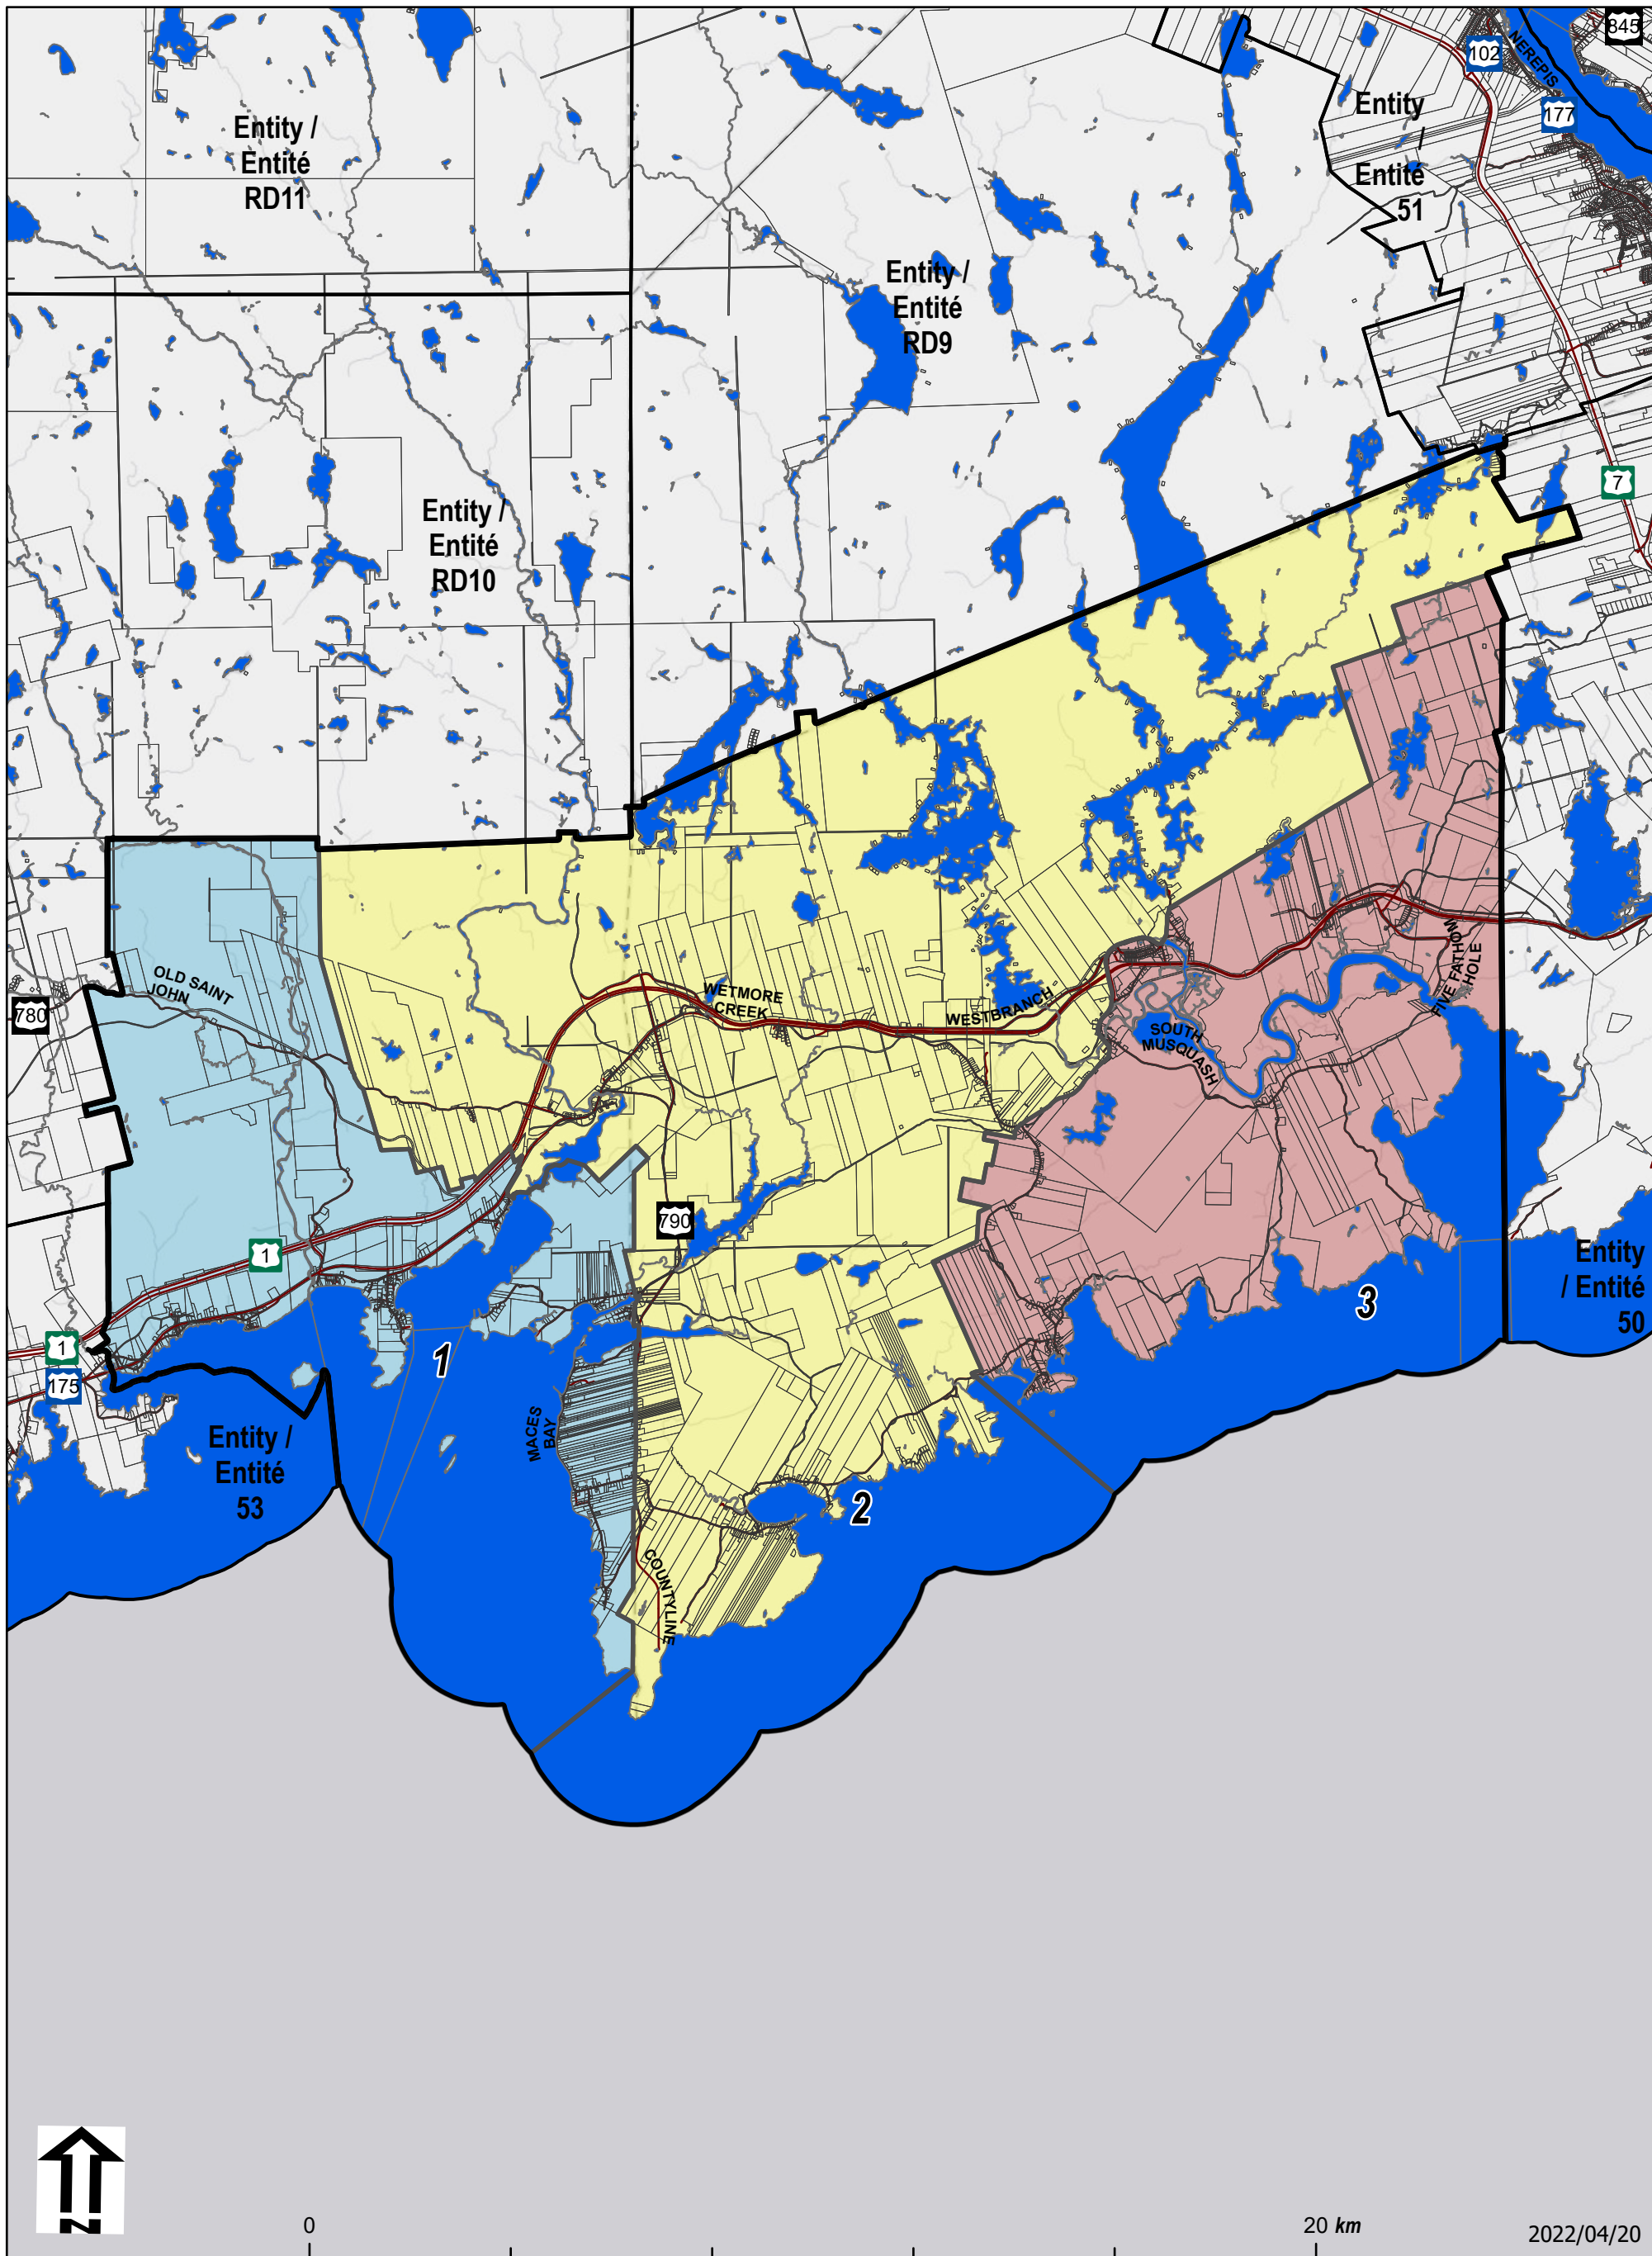 845
102
NEREPIS
177
Entity
/
Entité
51
Entity /
Entité
RD11
Entity /
Entité
RD9
7
Entity /
Entité
RD10
OLD SAINT
JOHN
780
WETMORE
CREEK
WESTBRANCH
SOUTH
MUSQUASH
FIVE FATHOM
HOLE
790
1
Entity
/ Entité
50
3
1
1
175
MACES
BAY
Entity /
Entité
53
2
COUNTYLINE
N
0
20 km
2022/04/20